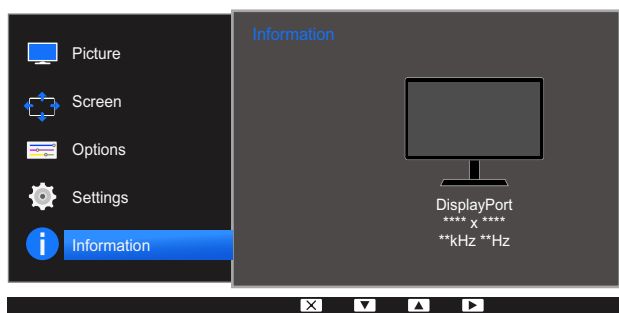 Information
Picture
Screen
Options
Settings
Information
DisplayPort
**** x ****
**kHz **Hz